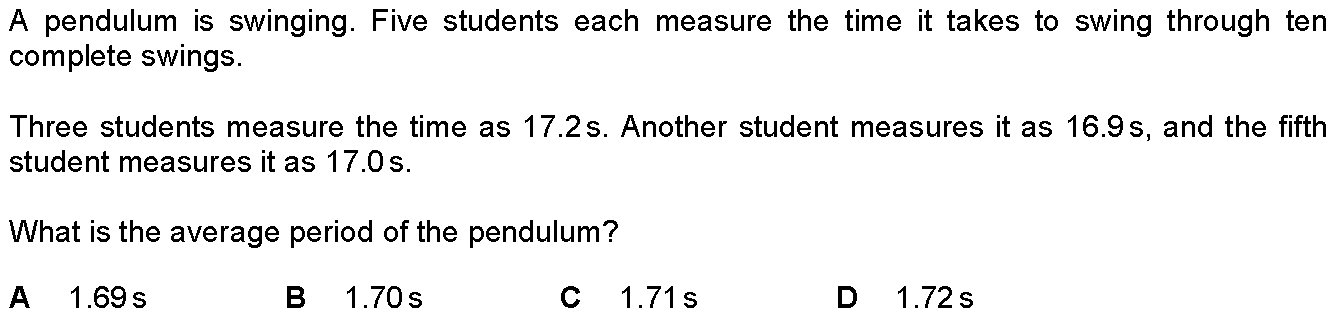 A pendulum is swinging. Five students each measure the time it takes to swing through ten
complete swings.
Three students measure the time as 17.2 s. Another student measures it as 16.9 s, and the fifth
student measures it as 17.0 s.
What is the average period of the pendulum?
A 1.69 s B 1.70 s C 1.71 s D 1.72 s